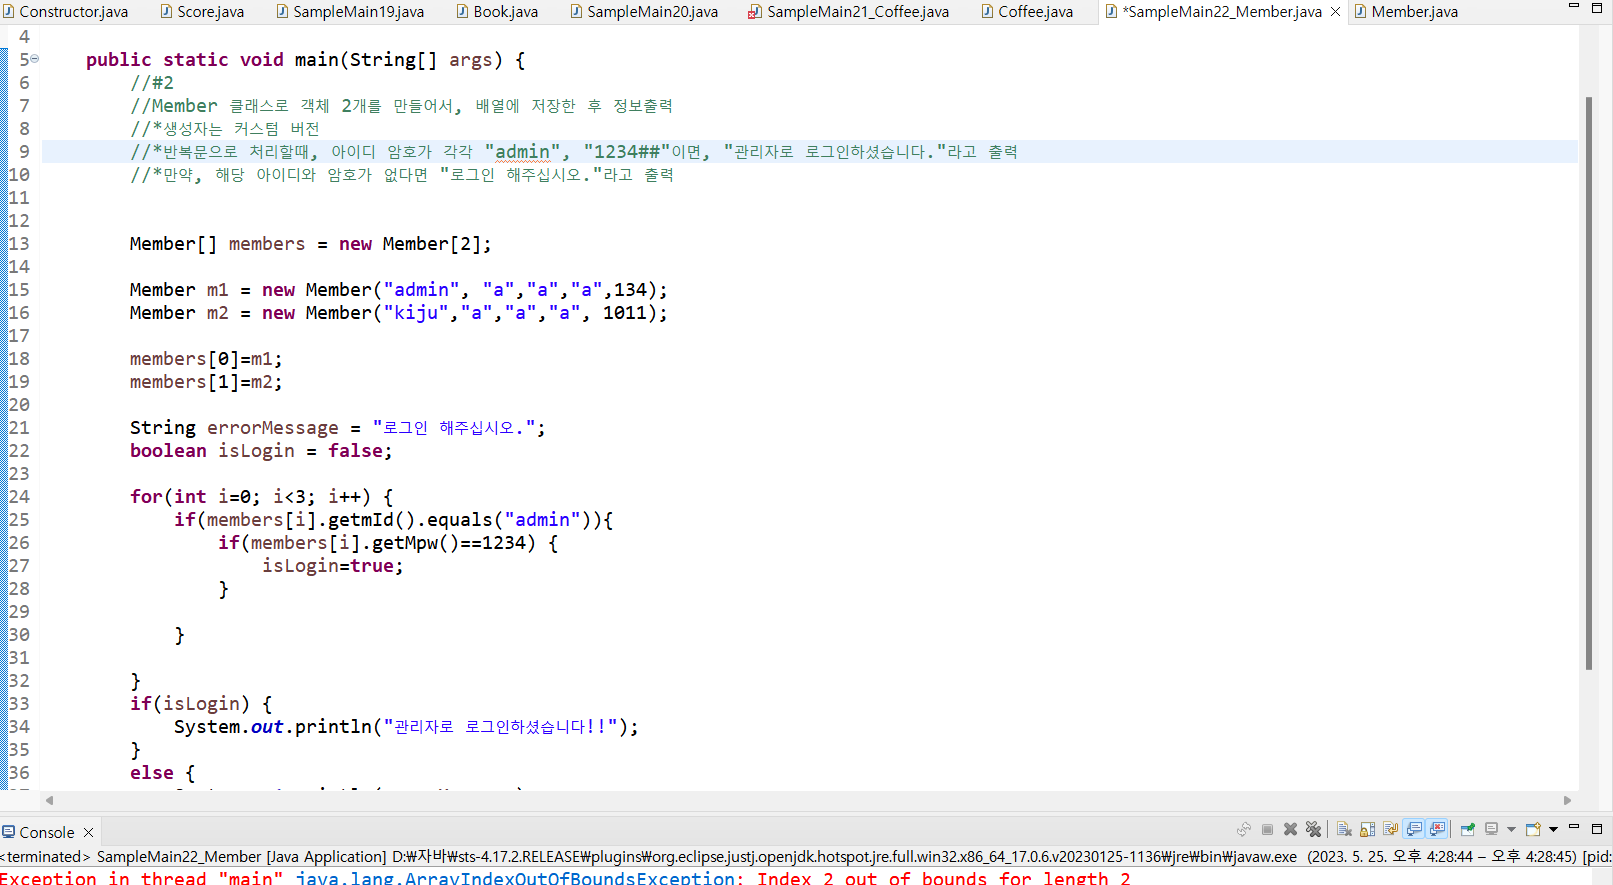 Constructor.java Score.java SampleMain19.java Book.java SampleMain20.java SampleMain21_Coffee.java Coffee.java *SampleMain22_Member.java Member.java
4
5 public static void main(String[] args) {
6 //#2
7 //Member 클래스로 객체 2개를 만들어서, 배열에 저장한 후 정보출력
8 //*생성자는 커스텀 버전
9 //*반복문으로 처리할때, 아이디 암호가 각각 "admin", "1234##"이면, "관리자로 로그인하셨습니다."라고 출력
10 //*만약, 해당 아이디와 암호가 없다면 "로그인 해주십시오."라고 출력
11
12
13 Member[] members = new Member[2];
14
15 Member m1 = new Member("admin", "a","a","a",134);
16 Member m2 = new Member("kiju","a","a","a", 1011);
17
18 members[0]=m1;
19 members[1]=m2;
20
21 String errorMessage = "로그인 해주십시오.";
22 boolean isLogin = false;
23
24 for(int i=0; i<3; i++) {
25 if(members[i].getmId().equals("admin")){
26 if(members[i].getMpw()==1234) {
27 isLogin=true;
28 }
29
30 }
31
32 }
33 if(isLogin) {
34 System.out.println("관리자로 로그인하셨습니다!!");
35 }
36 else {
Console
<terminated> SampleMain22_Member [Java Application] D:₩자바₩sts-4.17.2.RELEASE₩plugins₩org.eclipse.justj.openjdk.hotspot.jre.full.win32.x86_64_17.0.6.v20230125-1136₩jre₩bin₩javaw.exe (2023. 5. 25. 오후 4:28:44 – 오후 4:28:45) [pid:
Exception in thread "main" java.lang.ArrayIndexOutOfBoundsException: Index 2 out of bounds for length 2